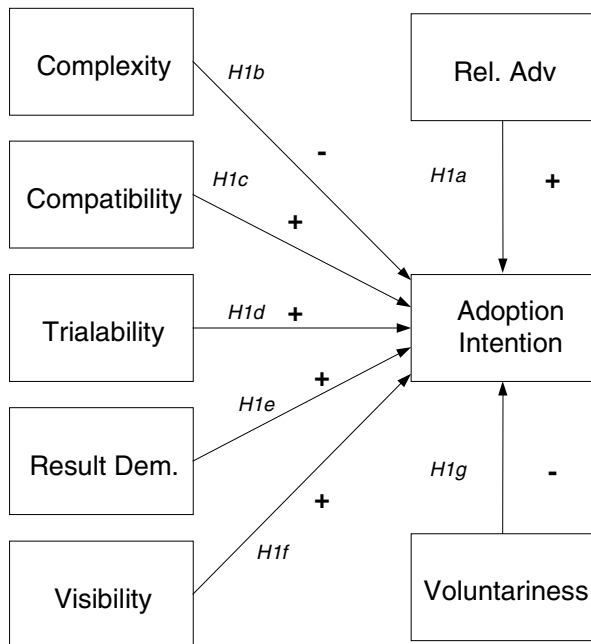 Complexity
H1b
-
Rel. Adv
H1a
+
Compatibility
H1c
+
Trialability
H1d
+
Adoption
Intention
Result Dem.
H1e
+
Visibility
H1f
+
H1g
-
Voluntariness